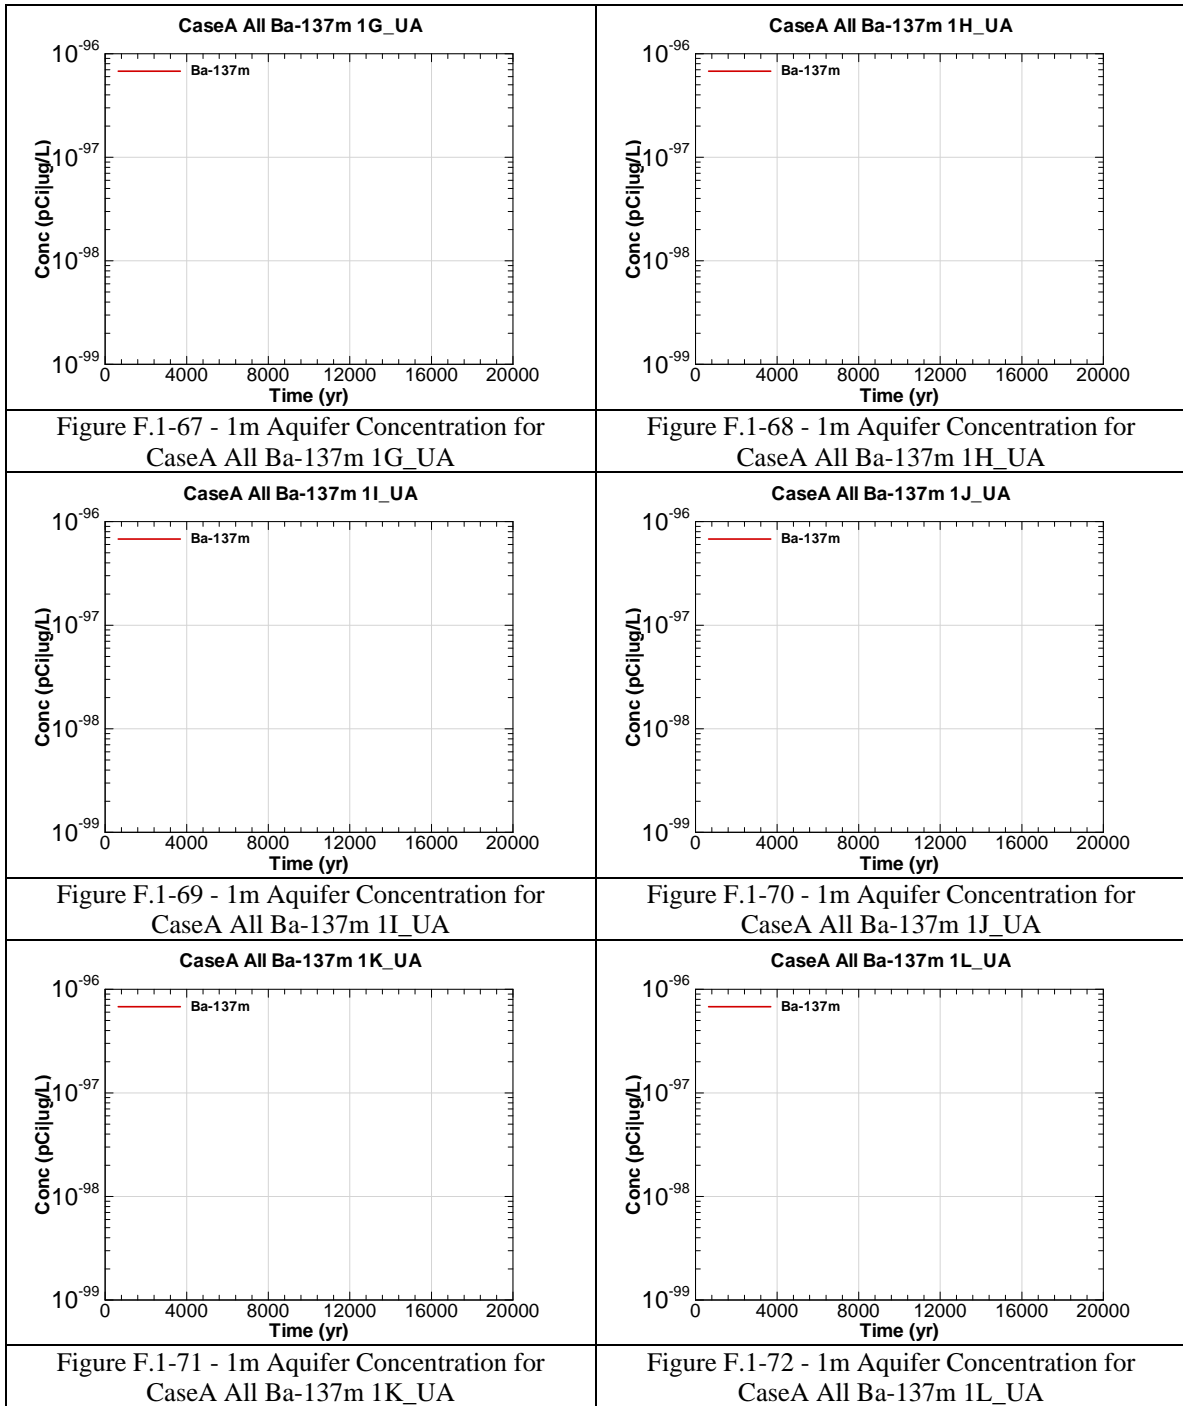 CaseA All Ba-137m 1G_UA
Ba-137m
Conc (pCi|ug/L)
10^-96
10^-97
10^-98
10^-99
0 4000 8000 12000 16000 20000
Time (yr)
Figure F.1-67 - 1m Aquifer Concentration for
CaseA All Ba-137m 1G_UA
CaseA All Ba-137m 1H_UA
Ba-137m
Conc (pCi|ug/L)
10^-96
10^-97
10^-98
10^-99
0 4000 8000 12000 16000 20000
Time (yr)
Figure F.1-68 - 1m Aquifer Concentration for
CaseA All Ba-137m 1H_UA
CaseA All Ba-137m 1I_UA
Ba-137m
Conc (pCi|ug/L)
10^-96
10^-97
10^-98
10^-99
0 4000 8000 12000 16000 20000
Time (yr)
Figure F.1-69 - 1m Aquifer Concentration for
CaseA All Ba-137m 1I_UA
CaseA All Ba-137m 1J_UA
Ba-137m
Conc (pCi|ug/L)
10^-96
10^-97
10^-98
10^-99
0 4000 8000 12000 16000 20000
Time (yr)
Figure F.1-70 - 1m Aquifer Concentration for
CaseA All Ba-137m 1J_UA
CaseA All Ba-137m 1K_UA
Ba-137m
Conc (pCi|ug/L)
10^-96
10^-97
10^-98
10^-99
0 4000 8000 12000 16000 20000
Time (yr)
Figure F.1-71 - 1m Aquifer Concentration for
CaseA All Ba-137m 1K_UA
CaseA All Ba-137m 1L_UA
Ba-137m
Conc (pCi|ug/L)
10^-96
10^-97
10^-98
10^-99
0 4000 8000 12000 16000 20000
Time (yr)
Figure F.1-72 - 1m Aquifer Concentration for
CaseA All Ba-137m 1L_UA